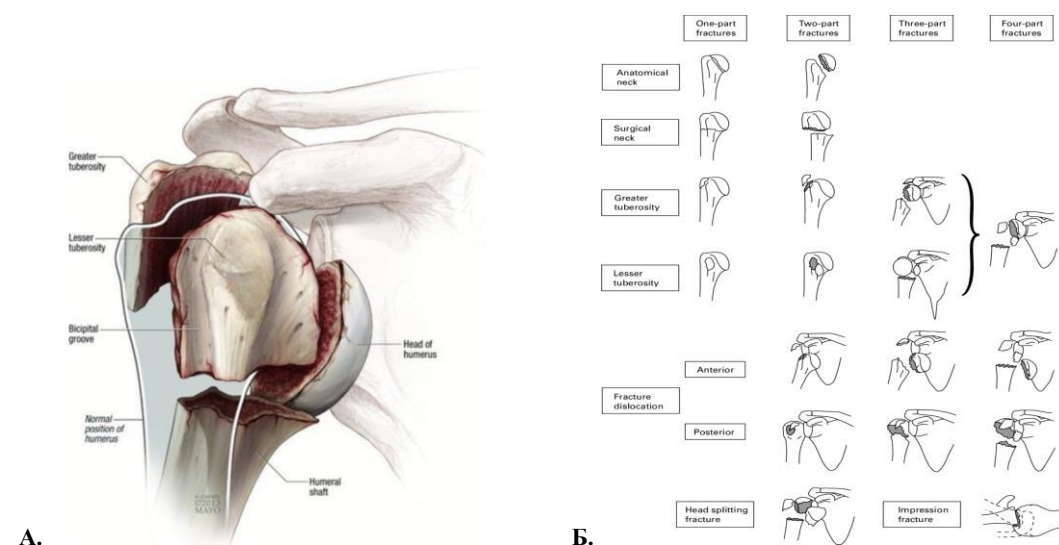 Greater
tuberosity
Lesser
tuberosity
Bicipital
groove
Head of
humerus
Normal
position of
humerus
Humeral
shaft
©2013
MAYO
А.
One-part
fractures
Two-part
fractures
Three-part
fractures
Four-part
fractures
Anatomical
neck
Surgical
neck
Greater
tuberosity
Lesser
tuberosity
Anterior
Fracture
dislocation
Posterior
Head splitting
fracture
Impression
fracture
Б.